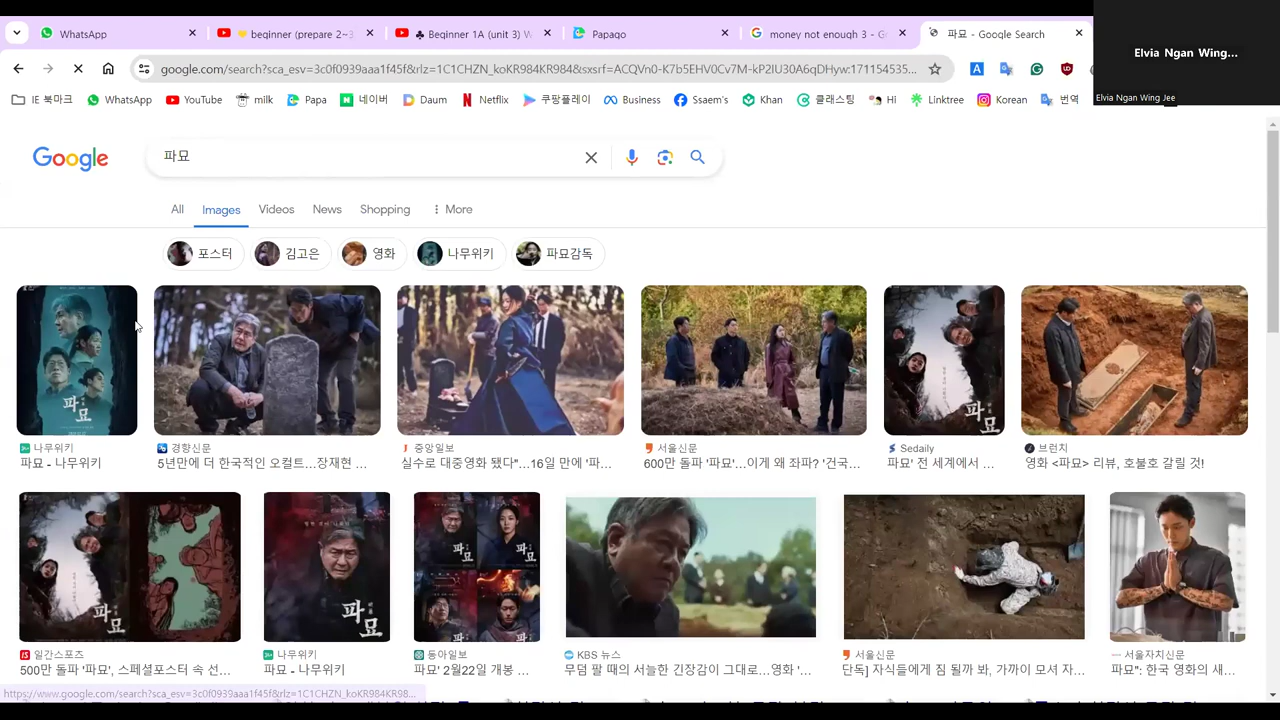 WhatsApp
beginner (prepare 2~3
Beginner 1A (unit 3) W
Papago
money not enough 3 - G
파묘 - Google Search
Elvia Ngan Wing...
Elvia Ngan Wing Jee
google.com/search?sca_esv=3c0f0939aaa1f45f&rlz=1C1CHZN_koKR984KR984&sxsrf=ACQVn0-K7b5EHV0Cv7M-kP2IU30A6qDHyw:171154535...
IE 북마크
WhatsApp
YouTube
milk
Papa
네이버
Daum
Netflix
쿠팡플레이
Business
Ssaem's
Khan
클래스팅
Hi
Linktree
Korean
번역
Google
파묘
All
Images
Videos
News
Shopping
More
포스터
김고은
영화
나무위키
파묘감독
파묘
파묘
나무위키
경향신문
중앙일보
서울신문
Sedaily
브런치
파묘 - 나무위키
5년만에 더 한국적인 오컬트…장재현 ...
실수로 대중영화 됐다"…16일 만에 '파...
600만 돌파 '파묘'…이게 왜 좌파? '건국...
파묘' 전 세계에서 ...
영화 <파묘> 리뷰, 호불호 갈릴 것!
파묘
파묘
파묘
일간스포츠
나무위키
동아일보
KBS 뉴스
서울신문
서울자치신문
500만 돌파 '파묘', 스페셜포스터 속 선...
파묘 - 나무위키
파묘' 2월22일 개봉 ...
무덤 팔 때의 서늘한 긴장감이 그대로…영화 '...
단독] 자식들에게 짐 될까 봐, 가까이 모셔 자...
파묘": 한국 영화의 새...
https://www.google.com/search?sca_esv=3c0f0939aaa1f45f&rlz=1C1CHZN_koKR984KR98...